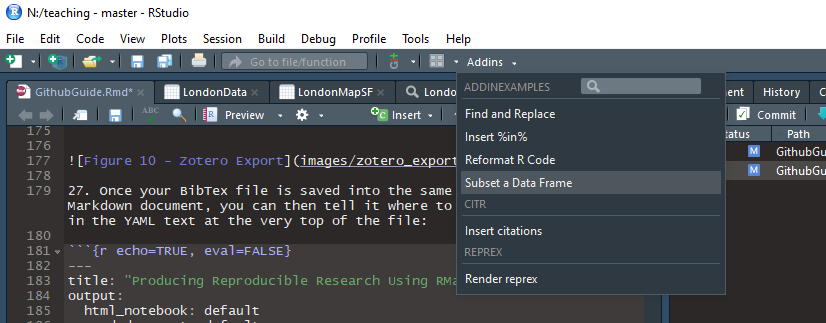 N:/teaching - master - RStudio
File Edit Code View Plots Session Build Debug Profile Tools Help
Go to file/function Addins
GithubGuide.Rmd* LondonData LondonMapSF London
ADDINEXAMPLES
History
ABC Preview Insert
Find and Replace
Commit
Insert %in%
Path
Reformat R Code
M GithubGu
Subset a Data Frame
M GithubGu
CITR
Insert citations
REPREX
Render reprex
175
176
177 ![Figure 10 - Zotero Export](images/zotero_export
178
179 27. Once your BibTex file is saved into the same
Markdown document, you can then tell it where to
in the YAML text at the very top of the file:
180
181 ```{r echo=TRUE, eval=FALSE}
182 ---
183 title: "Producing Reproducible Research Using RMa
184 output:
185 html_notebook: default